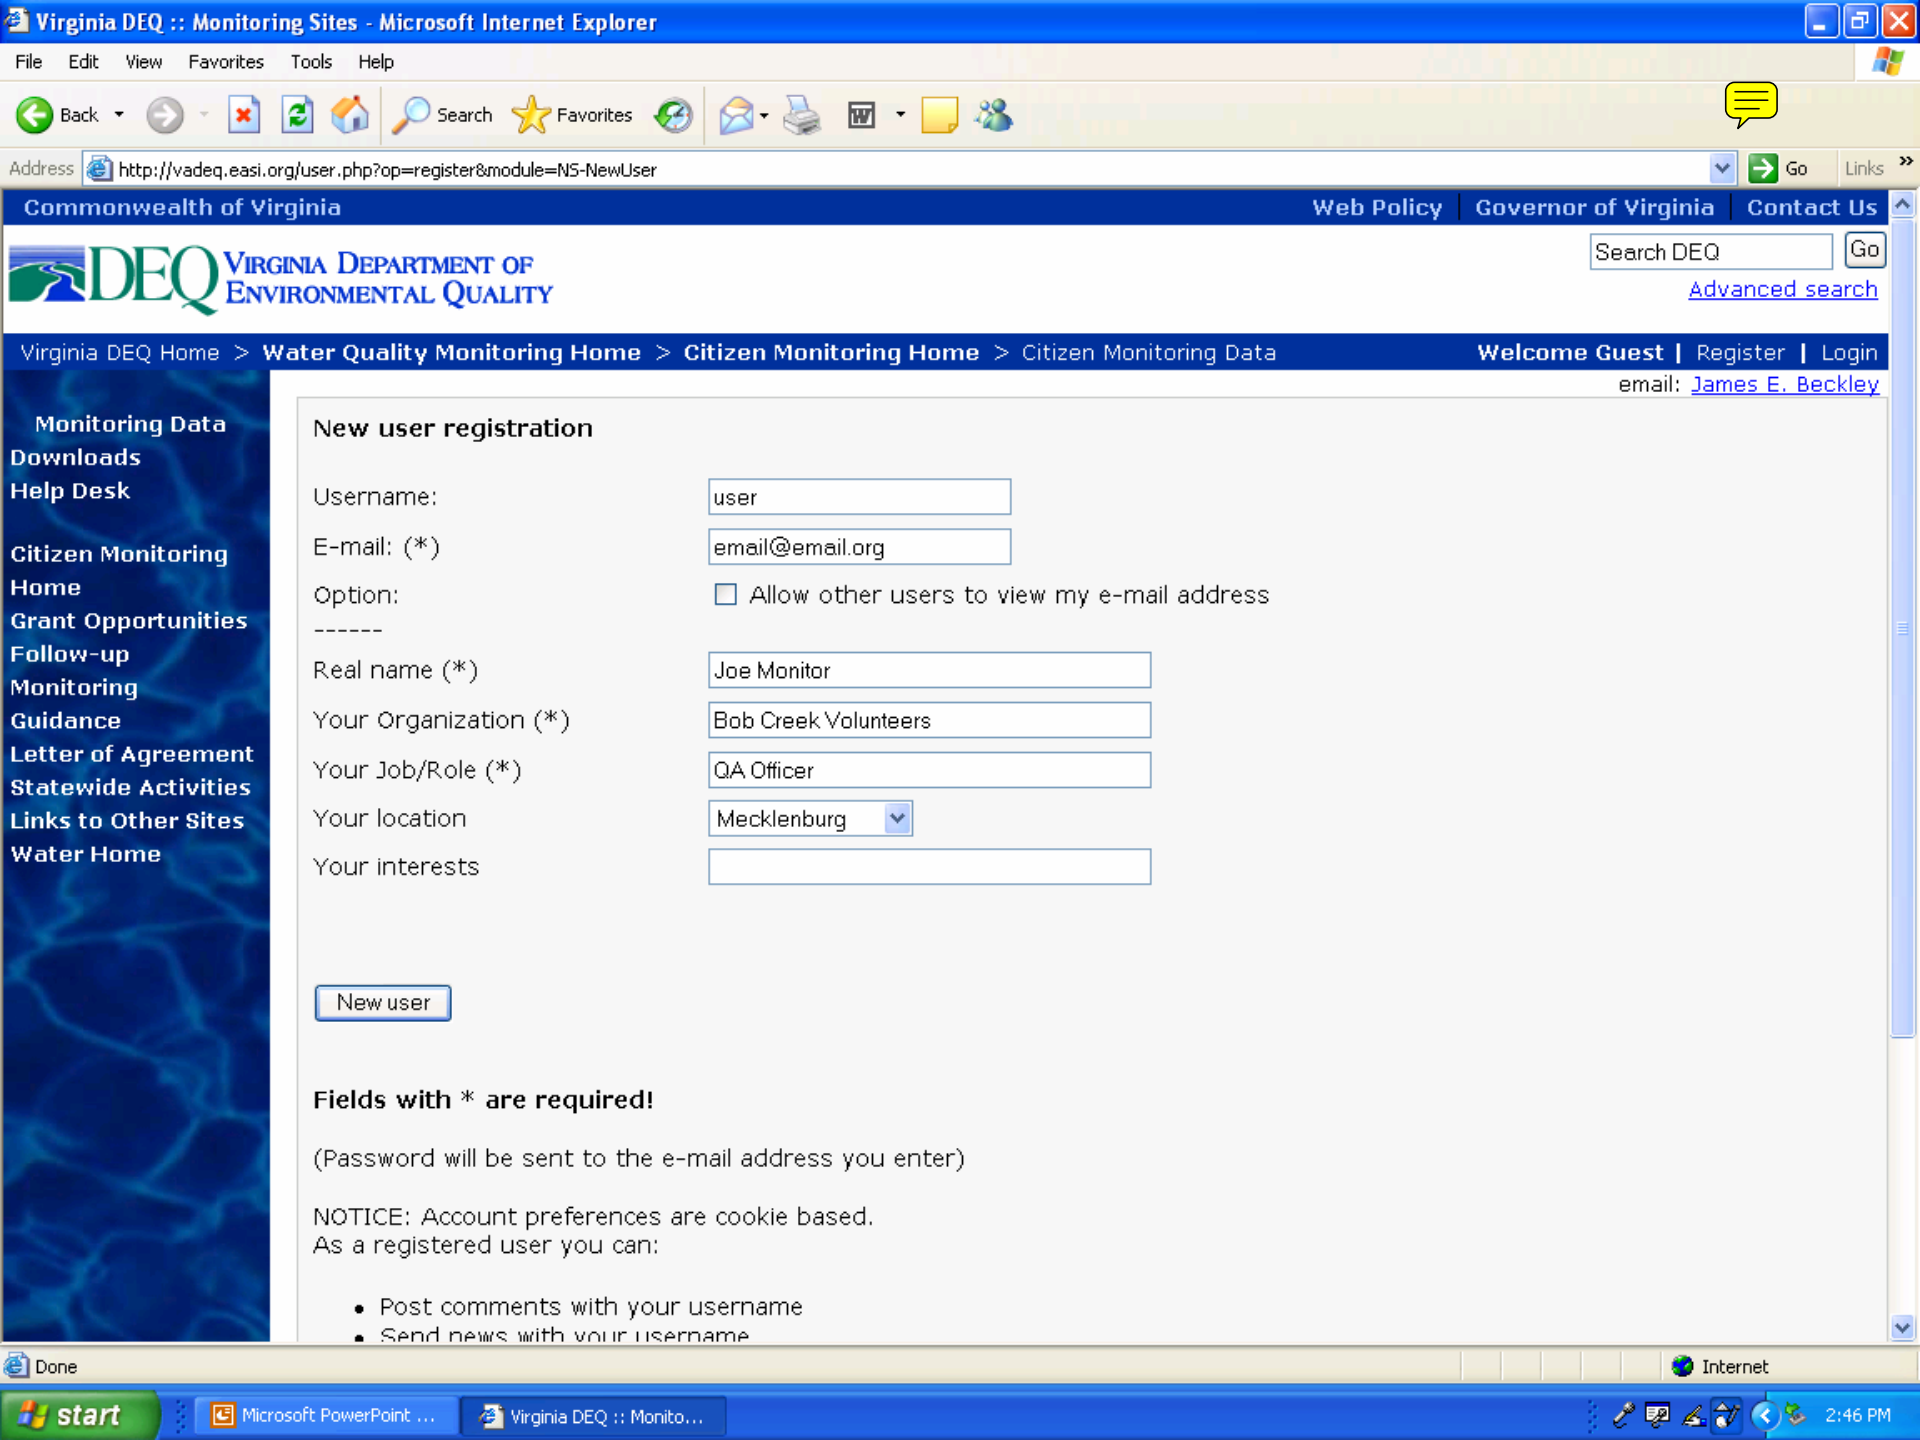 Virginia DEQ :: Monitoring Sites - Microsoft Internet Explorer
File Edit View Favorites Tools Help
Back Search Favorites
Address http://vadeq.easi.org/user.php?op=register&module=NS-NewUser Go Links »
Commonwealth of Virginia Web Policy Governor of Virginia Contact Us
DEQ VIRGINIA DEPARTMENT OF
ENVIRONMENTAL QUALITY
Search DEQ Go
Advanced search
Virginia DEQ Home > Water Quality Monitoring Home > Citizen Monitoring Home > Citizen Monitoring Data Welcome Guest | Register | Login
email: James E. Beckley
Monitoring Data
Downloads
Help Desk
Citizen Monitoring
Home
Grant Opportunities
Follow-up
Monitoring
Guidance
Letter of Agreement
Statewide Activities
Links to Other Sites
Water Home
New user registration
Username: user
E-mail: (*) email@email.org
Option: Allow other users to view my e-mail address
------
Real name (*) Joe Monitor
Your Organization (*) Bob Creek Volunteers
Your Job/Role (*) QA Officer
Your location Mecklenburg
Your interests
New user
Fields with * are required!
(Password will be sent to the e-mail address you enter)
NOTICE: Account preferences are cookie based.
As a registered user you can:
• Post comments with your username
• Send news with your username
Done Internet
start Microsoft PowerPoint ... Virginia DEQ :: Monito... 2:46 PM